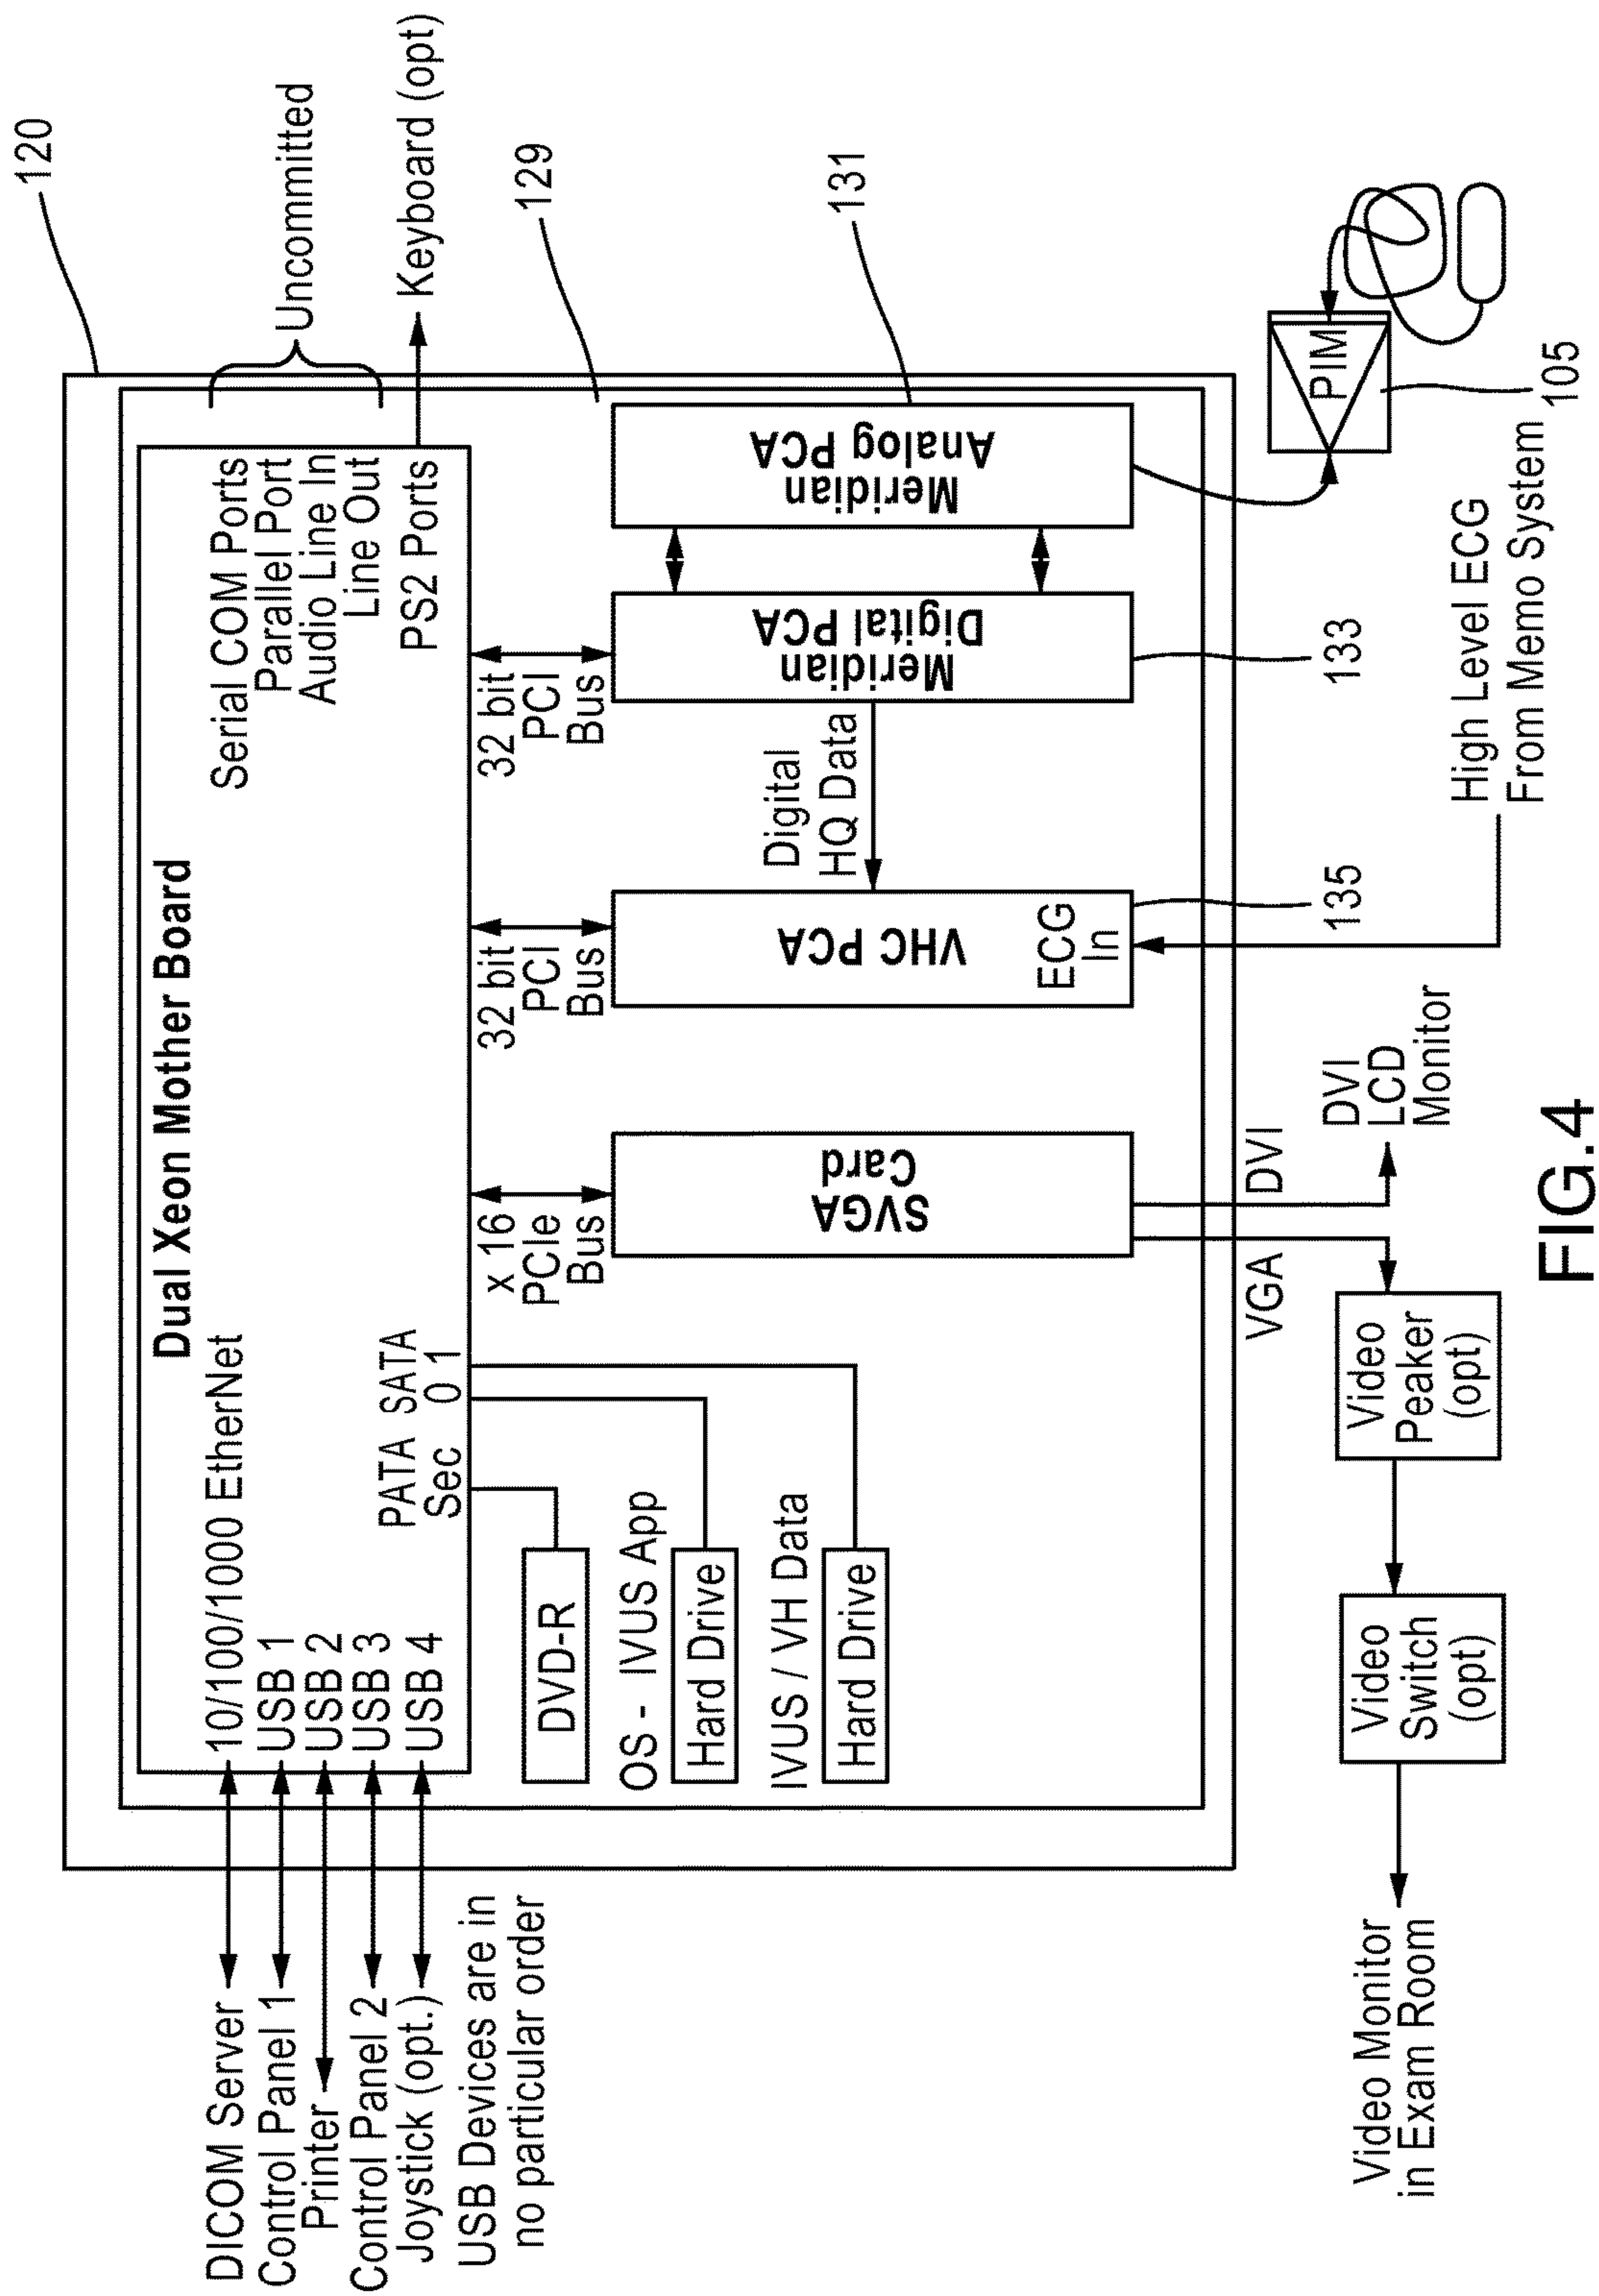 120
Uncommitted
Keyboard (opt)
129
131
Dual Xeon Mother Board
DICOM Server
10/100/1000 EtherNet
Control Panel 1
USB 1
Printer
USB 2
Control Panel 2
USB 3
Joystick (opt.)
USB 4
USB Devices are in
no particular order
Serial COM Ports
Parallel Port
Audio Line In
Line Out
PS2 Ports
PATA SATA
Sec 0 1
x 16
PCIe
Bus
32 bit
PCI
Bus
32 bit
PCI
Bus
DVD-R
OS - IVUS App
Hard Drive
IVUS / VH Data
Hard Drive
SVGA
Card
VHC PCA
ECG
In
Digital
HQ Data
Meridian
Digital PCA
Meridian
Analog PCA
VGA
DVI
135
133
PIM
105
DVI
LCD
Monitor
High Level ECG
From Memo System
Video
Peaker
(opt)
Video
Switch
(opt)
Video Monitor
in Exam Room
FIG.4